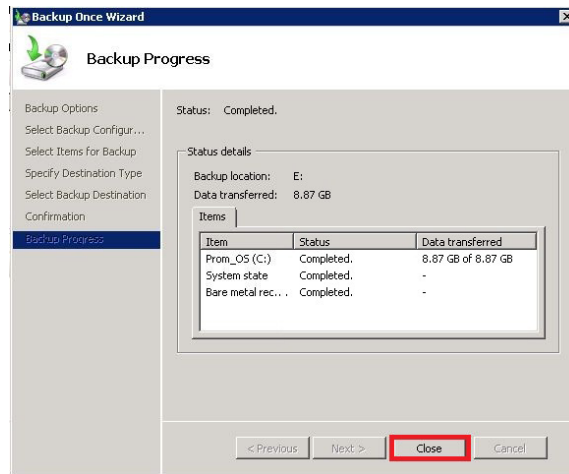 Backup Once Wizard
Backup Progress
Backup Options
Select Backup Configur...
Select Items for Backup
Specify Destination Type
Select Backup Destination
Confirmation
Backup Progress
Status: Completed.
Status details
Backup location: E:
Data transferred: 8.87 GB
Items
Item Status Data transferred
Prom_OS (C:) Completed. 8.87 GB of 8.87 GB
System state Completed. -
Bare metal rec... Completed. -
< Previous Next > Close Cancel